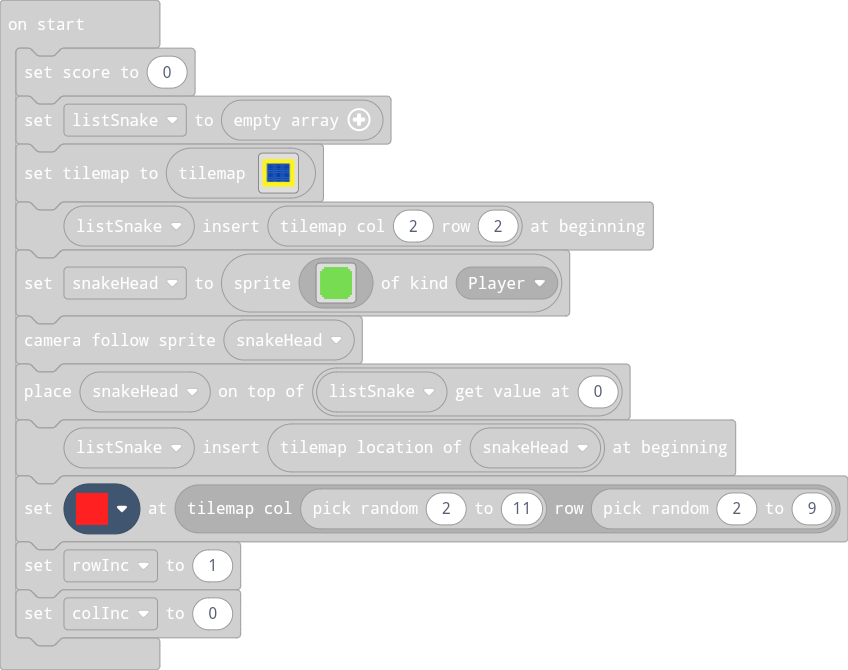 on start
set score to 0
set listSnake to empty array
set tilemap to tilemap
listSnake insert tilemap col 2 row 2 at beginning
set snakeHead to sprite of kind Player
camera follow sprite snakeHead
place snakeHead on top of listSnake get value at 0
listSnake insert tilemap location of snakeHead at beginning
set at tilemap col pick random 2 to 11 row pick random 2 to 9
set rowInc to 1
set colInc to 0